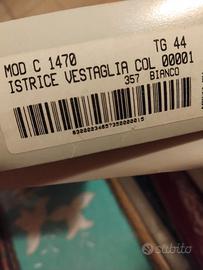 MOD C 1470 TG 44
ISTRICE VESTAGLIA COL 00001
357 BIANCO
subito